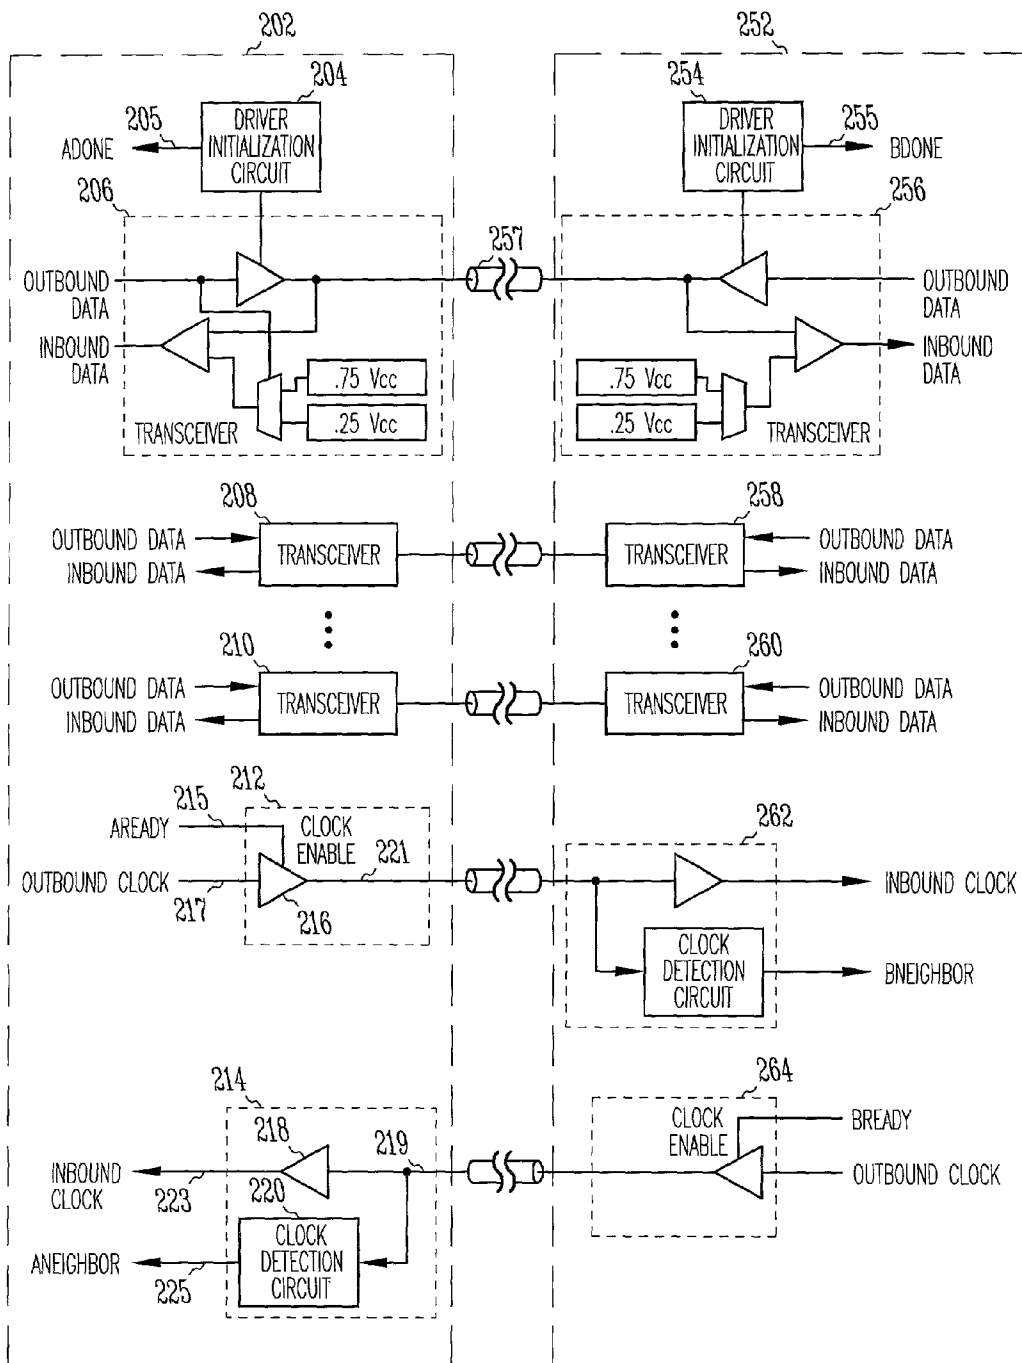 202
252
204
254
DRIVER
INITIALIZATION
CIRCUIT
DRIVER
INITIALIZATION
CIRCUIT
205
255
ADONE
BDONE
206
256
257
OUTBOUND
DATA
OUTBOUND
DATA
INBOUND
DATA
INBOUND
DATA
.75 Vcc
.25 Vcc
.75 Vcc
.25 Vcc
TRANSCEIVER
TRANSCEIVER
208
258
OUTBOUND DATA
INBOUND DATA
TRANSCEIVER
TRANSCEIVER
OUTBOUND DATA
INBOUND DATA
210
260
OUTBOUND DATA
INBOUND DATA
TRANSCEIVER
TRANSCEIVER
OUTBOUND DATA
INBOUND DATA
212
215
AREADY
CLOCK
ENABLE
221
262
OUTBOUND CLOCK
217
216
INBOUND CLOCK
CLOCK
DETECTION
CIRCUIT
BNEIGHBOR
214
264
218
219
CLOCK
ENABLE
BREADY
INBOUND
CLOCK
223
220
OUTBOUND CLOCK
CLOCK
DETECTION
CIRCUIT
ANEIGHBOR
225